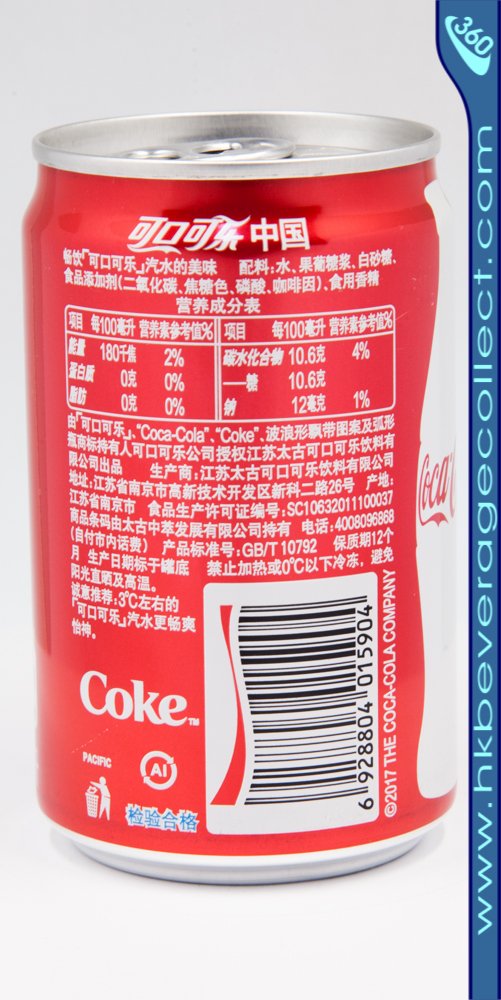 可口可乐 中国
畅饮「可口可乐」汽水的美味 配料:水、果葡糖浆、白砂糖、
食品添加剂(二氧化碳、焦糖色、磷酸、咖啡因)、食用香精
营养成分表
项目 每100毫升 营养素参考值% 项目 每100毫升 营养素参考值%
能量 180千焦 2% 碳水化合物 10.6克 4%
蛋白质 0克 0% —糖 10.6克
脂肪 0克 0% 钠 12毫克 1%
由「可口可乐」、“Coca-Cola”、“Coke”、波浪形飘带图案及弧形
瓶商标持有人可口可乐公司授权江苏太古可口可乐饮料有
限公司出品 生产商:江苏太古可口可乐饮料有限公司
地址:江苏省南京市高新技术开发区新科二路26号 产地:
江苏省南京市 食品生产许可证编号:SC10632011100037
商品条码由太古中萃发展有限公司持有 电话:4008096868
(自付市内话费) 产品标准号:GB/T 10792 保质期12个
月 生产日期标于罐底 禁止加热或0℃以下冷冻,避免
阳光直晒及高温。
诚意推荐:3℃左右的
「可口可乐」汽水更畅爽
怡神。
Coke™
PACIFIC
Al
检验合格
6 928804 015904
©2017 THE COCA-COLA COMPANY
Coca
360
www.hkbeveragecollect.com